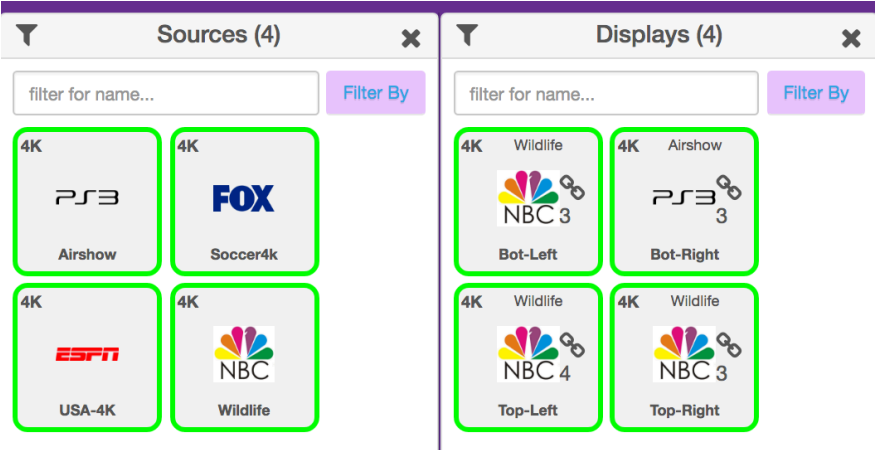 Sources (4)
filter for name...
Filter By
4K
PS3
Airshow
4K
FOX
Soccer4k
4K
ESPN
USA-4K
4K
NBC
Wildlife
Displays (4)
filter for name...
Filter By
4K Wildlife
NBC 3
Bot-Left
4K Airshow
PS3
3
Bot-Right
4K Wildlife
NBC 4
Top-Left
4K Wildlife
NBC 3
Top-Right